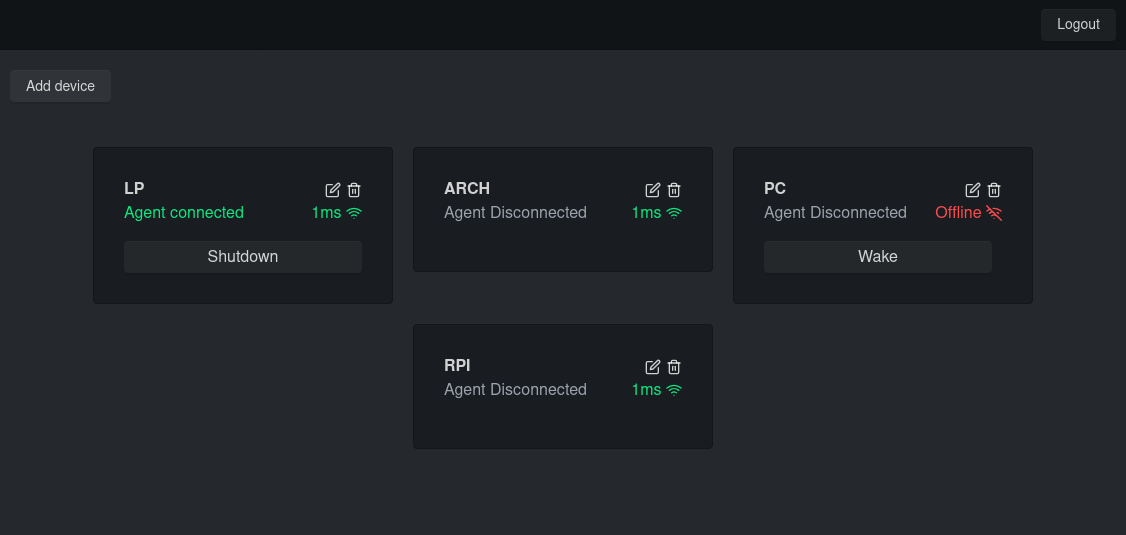 Logout
Add device
LP
Agent connected 1ms
Shutdown
ARCH
Agent Disconnected 1ms
PC
Agent Disconnected Offline
Wake
RPI
Agent Disconnected 1ms